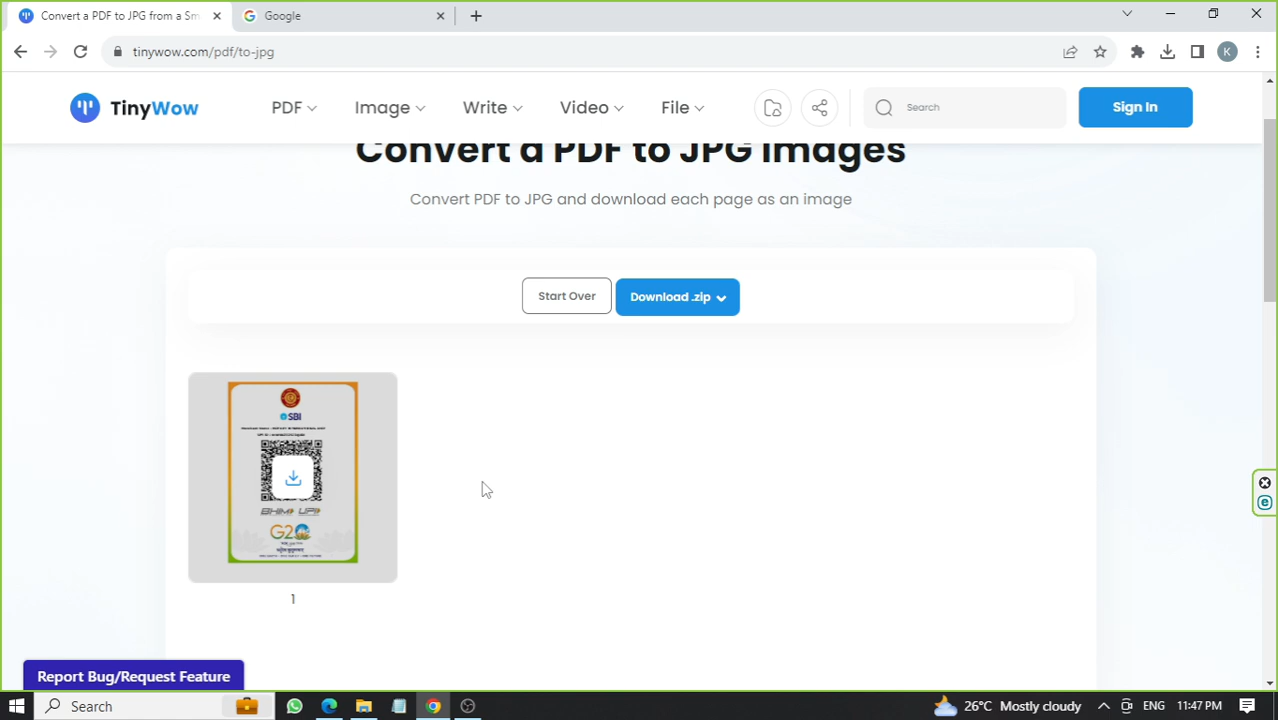 Convert a PDF to JPG from a Sm
Google
tinywow.com/pdf/to-jpg
K
TinyWow
PDF
Image
Write
Video
File
Search
Sign In
Convert a PDF to JPG Images
Convert PDF to JPG and download each page as an image
Start Over
Download .zip
SBI
BHIM UPI
G20
1
Report Bug/Request Feature
Search
26°C Mostly cloudy
ENG
11:47 PM